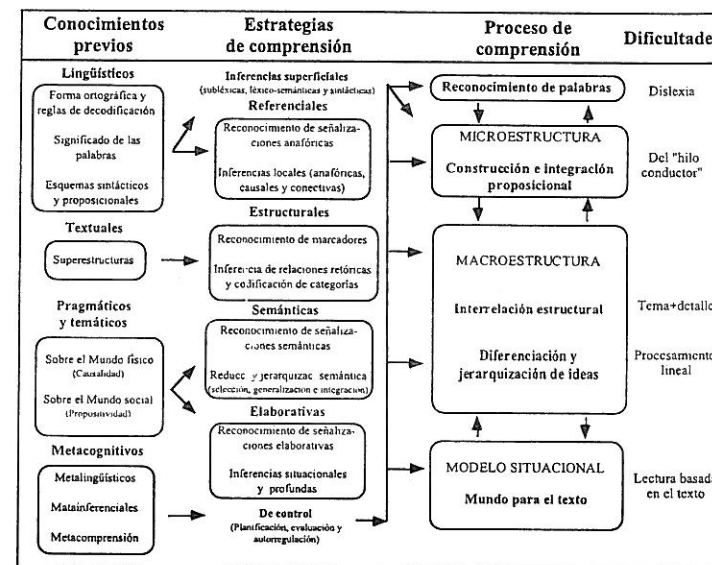 Conocimientos
previos
Lingüísticos
Forma ortográfica y
reglas de decodificación
Significado de las
palabras
Esquemas sintácticos
y proposicionales
Textuales
Superestructuras
Pragmáticos
y temáticos
Sobre el Mundo físico
(Causalidad)
Sobre el Mundo social
(Propositividad)
Metacognitivos
Metalingüísticos
Matainferenciales
Metacomprensión
Estrategias
de comprensión
Inferencias superficiales
(subléxicas, léxico-semánticas y sintácticas)
Referenciales
Reconocimiento de señaliza-
ciones anafóricas
Inferencias locales (anafóricas,
causales y conectivas)
Estructurales
Reconocimiento de marcadores
Inferencia de relaciones retóricas
y codificación de categorías
Semánticas
Reconocimiento de señaliza-
ciones semánticas
y jerarquizac semántica
(selección, generalización e integración)
Elaborativas
Reconocimiento de señaliza-
ciones elaborativas
Inferencias situacionales
y profundas
De control
(Planificación, evaluación y
autorregulación)
Proceso de
comprensión
Reconocimiento de palabras
MICROESTRUCTURA
Construcción e integración
proposicional
MACROESTRUCTURA
Interrelación estructural
Diferenciación y
jerarquización de ideas
MODELO SITUACIONAL
Mundo para el texto
Dificultade
Dislexia
Del "hilo
conductor"
Tema+detalle
Procesamiento
lineal
Lectura basada
en el texto